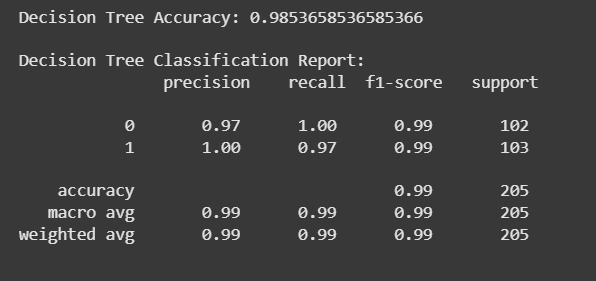 Decision Tree Accuracy: 0.9853658536585366
Decision Tree Classification Report:
precision recall f1-score support
0 0.97 1.00 0.99 102
1 1.00 0.97 0.99 103
accuracy 0.99 205
macro avg 0.99 0.99 0.99 205
weighted avg 0.99 0.99 0.99 205